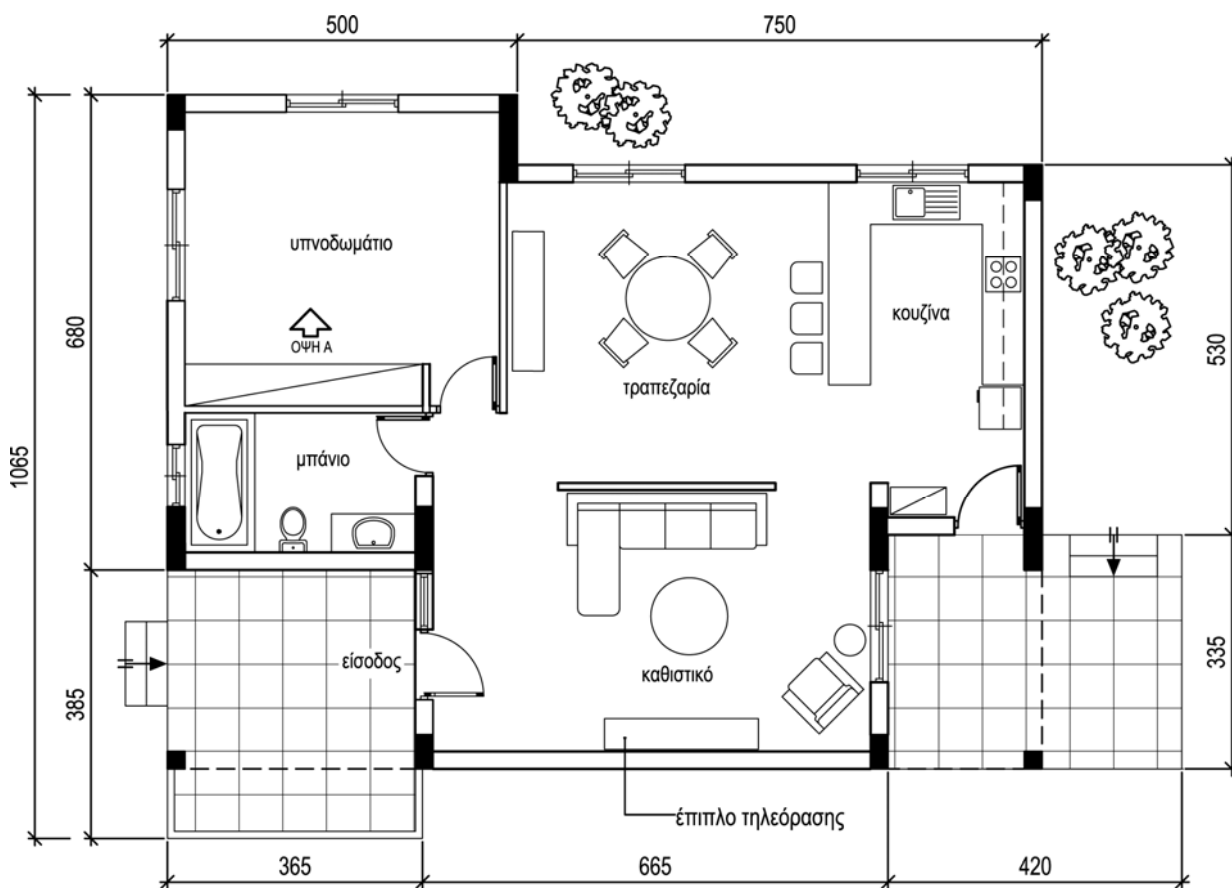 500
750
υπνοδωμάτιο
680
ΟΨΗ Α
κουζίνα
530
τραπεζαρία
1065
μπάνιο
είσοδος
καθιστικό
335
385
έπιπλο τηλεόρασης
365
665
420